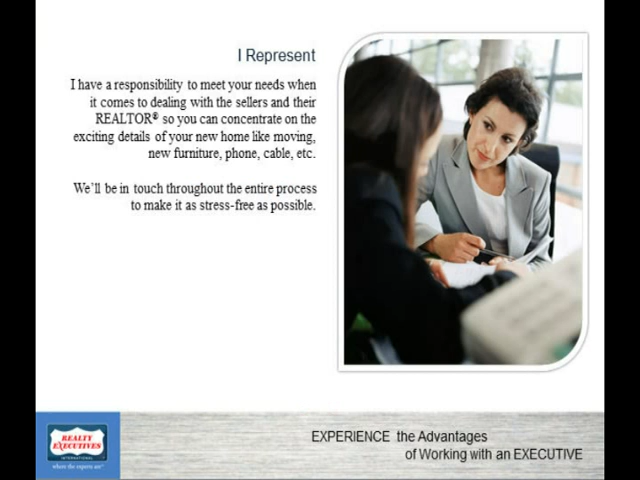 I Represent
I have a responsibility to meet your needs when
it comes to dealing with the sellers and their
REALTOR® so you can concentrate on the
exciting details of your new home like moving,
new furniture, phone, cable, etc.
We'll be in touch throughout the entire process
to make it as stress-free as possible.
REALTY
EXECUTIVES
INTERNATIONAL
where the experts are
EXPERIENCE the Advantages
of Working with an EXECUTIVE